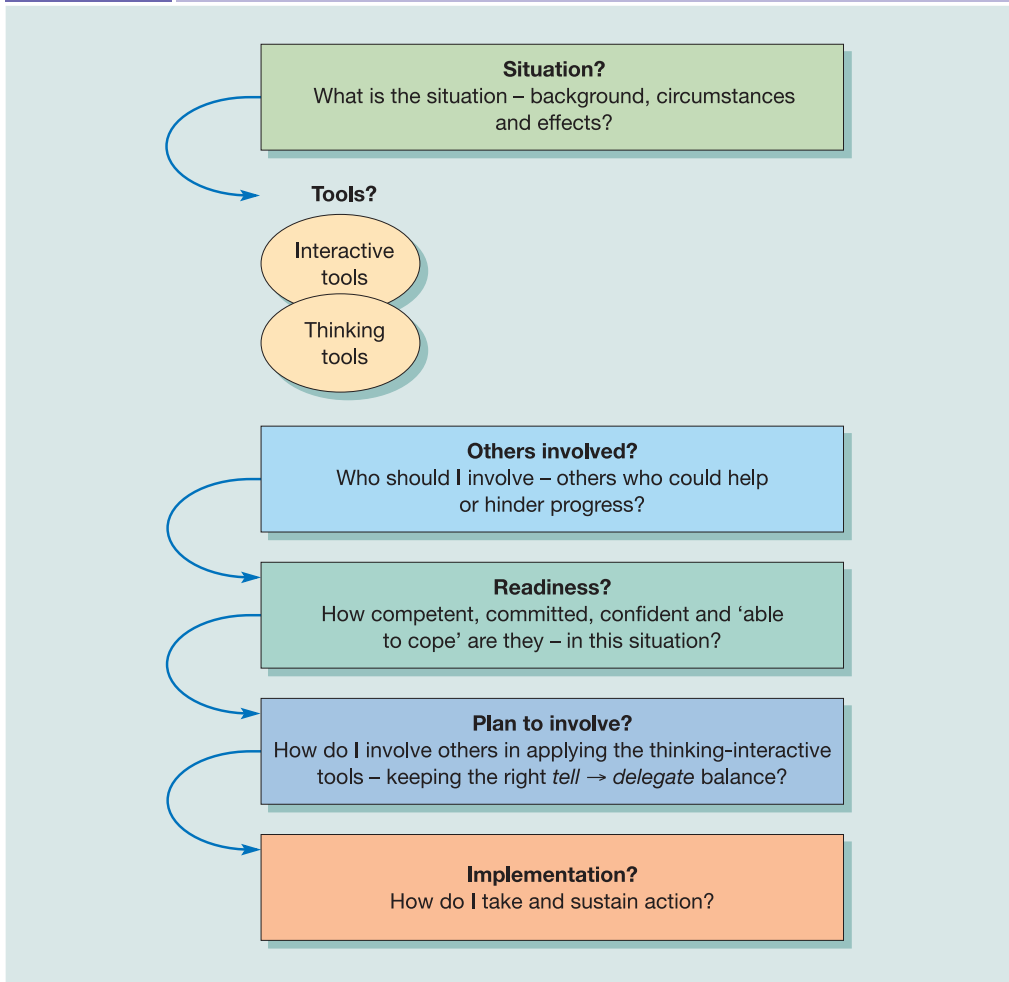 Situation?
What is the situation – background, circumstances
and effects?
Tools?
Interactive
tools
Thinking
tools
Others involved?
Who should I involve – others who could help
or hinder progress?
Readiness?
How competent, committed, confident and ‘able
to cope’ are they – in this situation?
Plan to involve?
How do I involve others in applying the thinking-interactive
tools – keeping the right tell → delegate balance?
Implementation?
How do I take and sustain action?